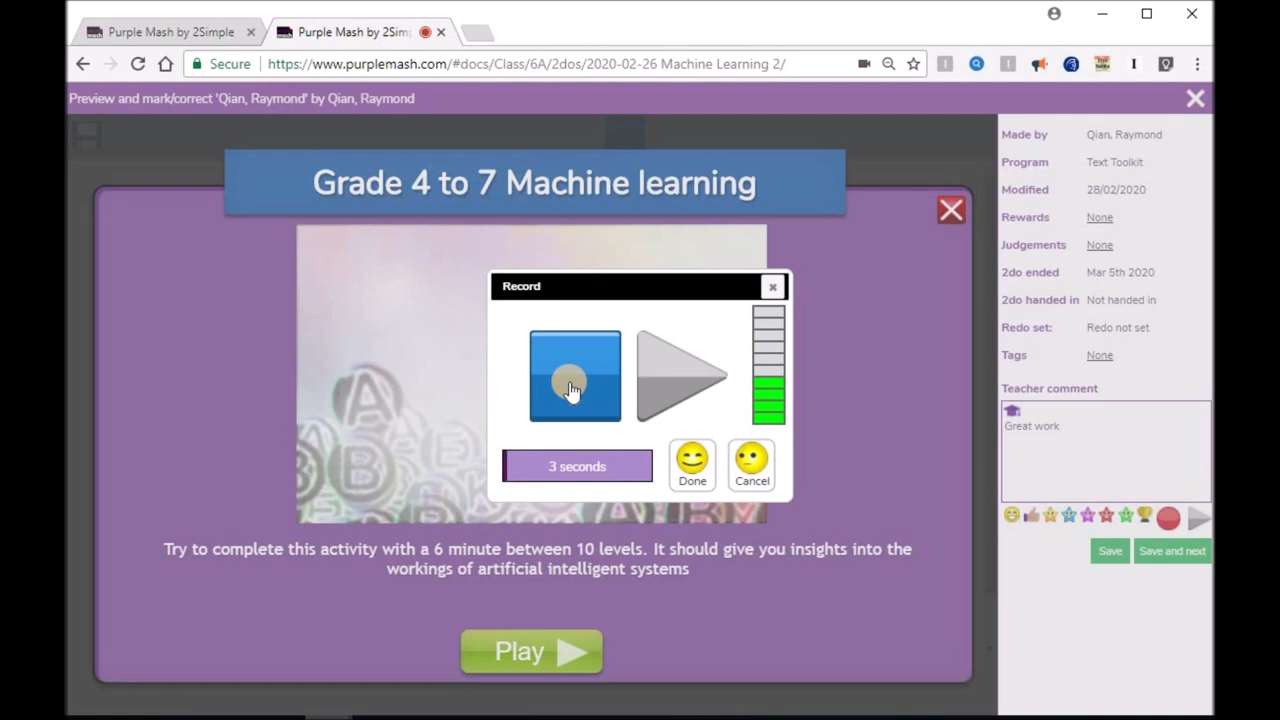 Purple Mash by 2Simple
Purple Mash by 2Sim
Secure
https://www.purplemash.com/#docs/Class/6A/2dos/2020-02-26 Machine Learning 2/
Preview and mark/correct 'Qian, Raymond' by Qian, Raymond
Grade 4 to 7 Machine learning
Record
3 seconds
Done
Cancel
Try to complete this activity with a 6 minute between 10 levels. It should give you insights into the
workings of artificial intelligent systems
Play
Made by Qian, Raymond
Program Text Toolkit
Modified 28/02/2020
Rewards None
Judgements None
2do ended Mar 5th 2020
2do handed in Not handed in
Redo set: Redo not set
Tags None
Teacher comment
Great work
Save
Save and next